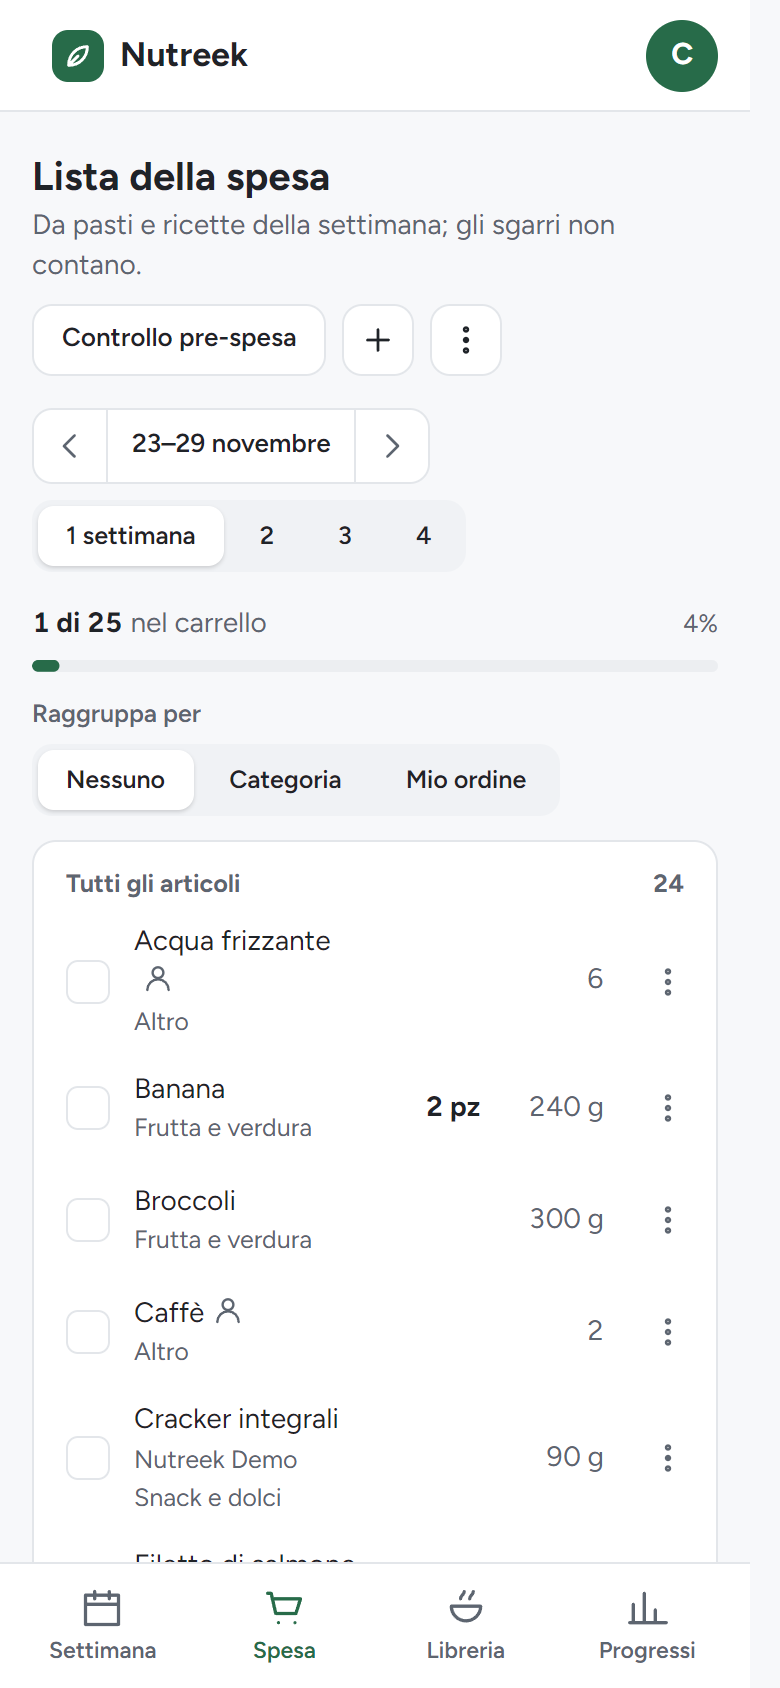 Nutreek
C
Lista della spesa
Da pasti e ricette della settimana; gli sgarri non
contano.
Controllo pre-spesa
23–29 novembre
1 settimana 2 3 4
1 di 25 nel carrello 4%
Raggruppa per
Nessuno Categoria Mio ordine
Tutti gli articoli 24
Acqua frizzante
6
Altro
Banana
2 pz 240 g
Frutta e verdura
Broccoli
300 g
Frutta e verdura
Caffè
2
Altro
Cracker integrali
Nutreek Demo
90 g
Snack e dolci
Filetto di salmone
Settimana Spesa Libreria Progressi